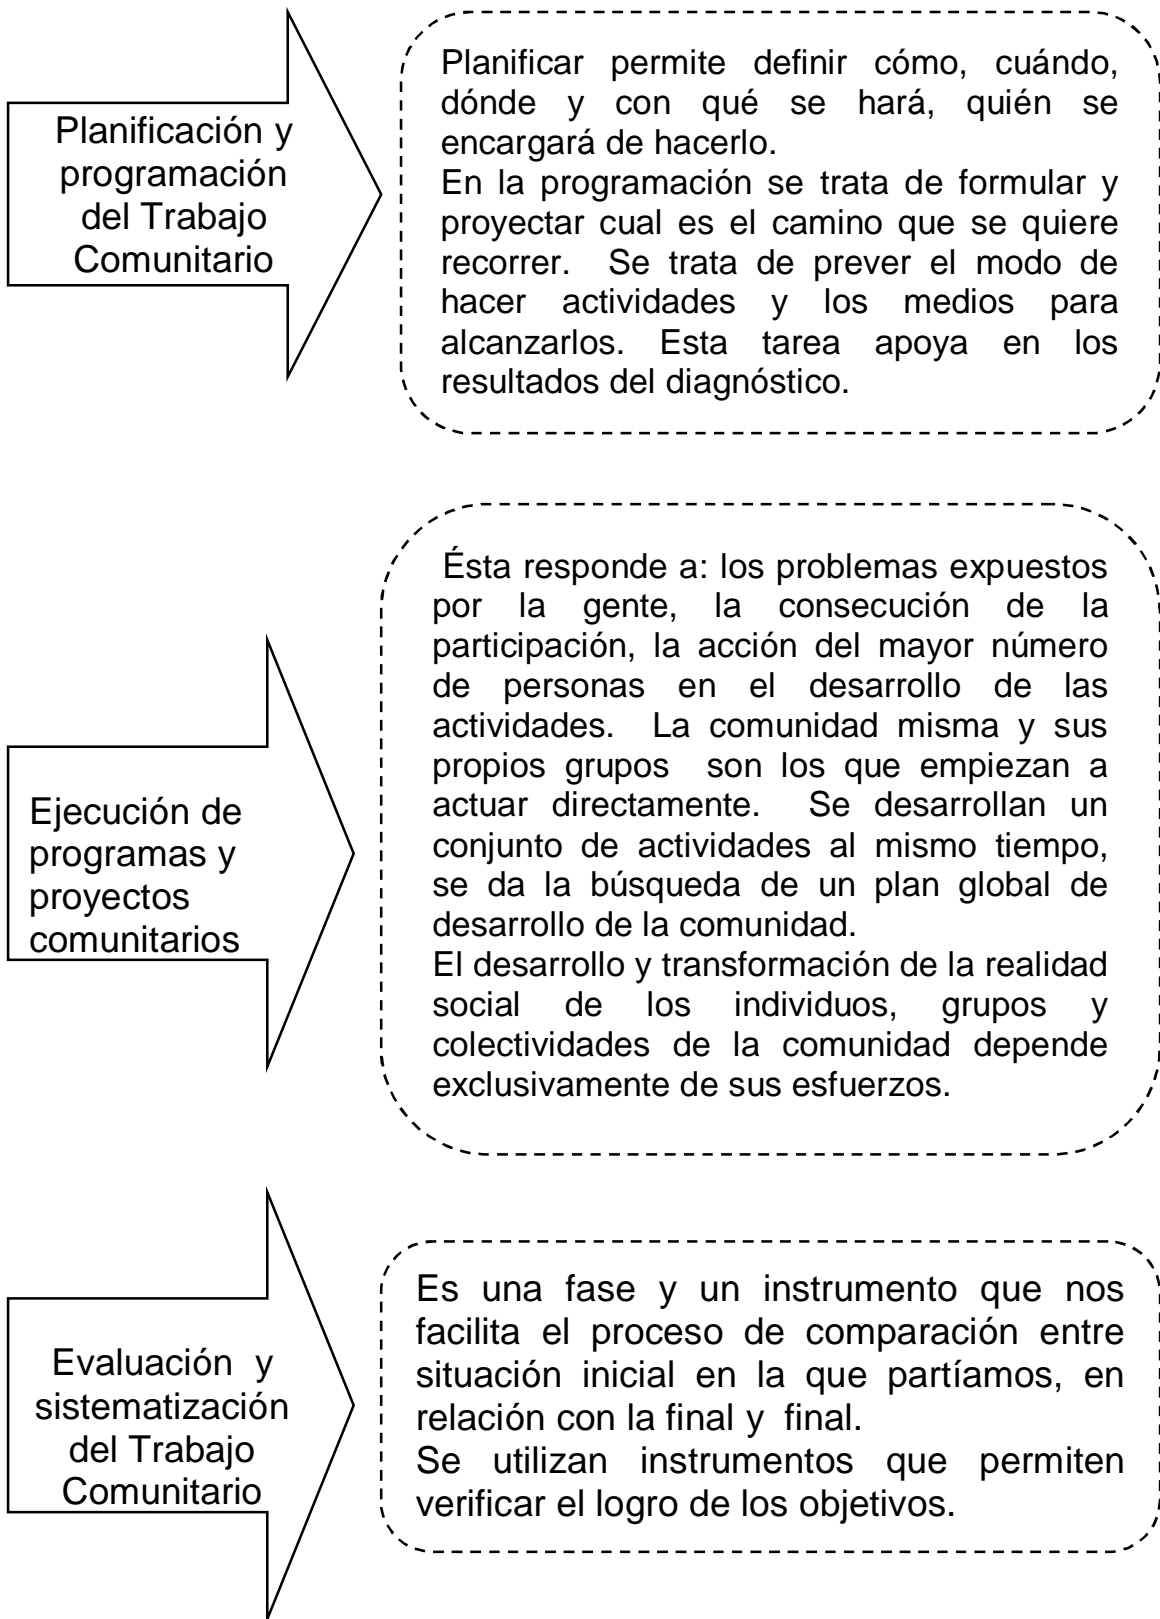 Planificación y
programación
del Trabajo
Comunitario
Planificar permite definir cómo, cuándo,
dónde y con qué se hará, quién se
encargará de hacerlo.
En la programación se trata de formular y
proyectar cual es el camino que se quiere
recorrer. Se trata de prever el modo de
hacer actividades y los medios para
alcanzarlos. Esta tarea apoya en los
resultados del diagnóstico.
Ejecución de
programas y
proyectos
comunitarios
Ésta responde a: los problemas expuestos
por la gente, la consecución de la
participación, la acción del mayor número
de personas en el desarrollo de las
actividades. La comunidad misma y sus
propios grupos son los que empiezan a
actuar directamente. Se desarrollan un
conjunto de actividades al mismo tiempo,
se da la búsqueda de un plan global de
desarrollo de la comunidad.
El desarrollo y transformación de la realidad
social de los individuos, grupos y
colectividades de la comunidad depende
exclusivamente de sus esfuerzos.
Evaluación y
sistematización
del Trabajo
Comunitario
Es una fase y un instrumento que nos
facilita el proceso de comparación entre
situación inicial en la que partíamos, en
relación con la final y final.
Se utilizan instrumentos que permiten
verificar el logro de los objetivos.